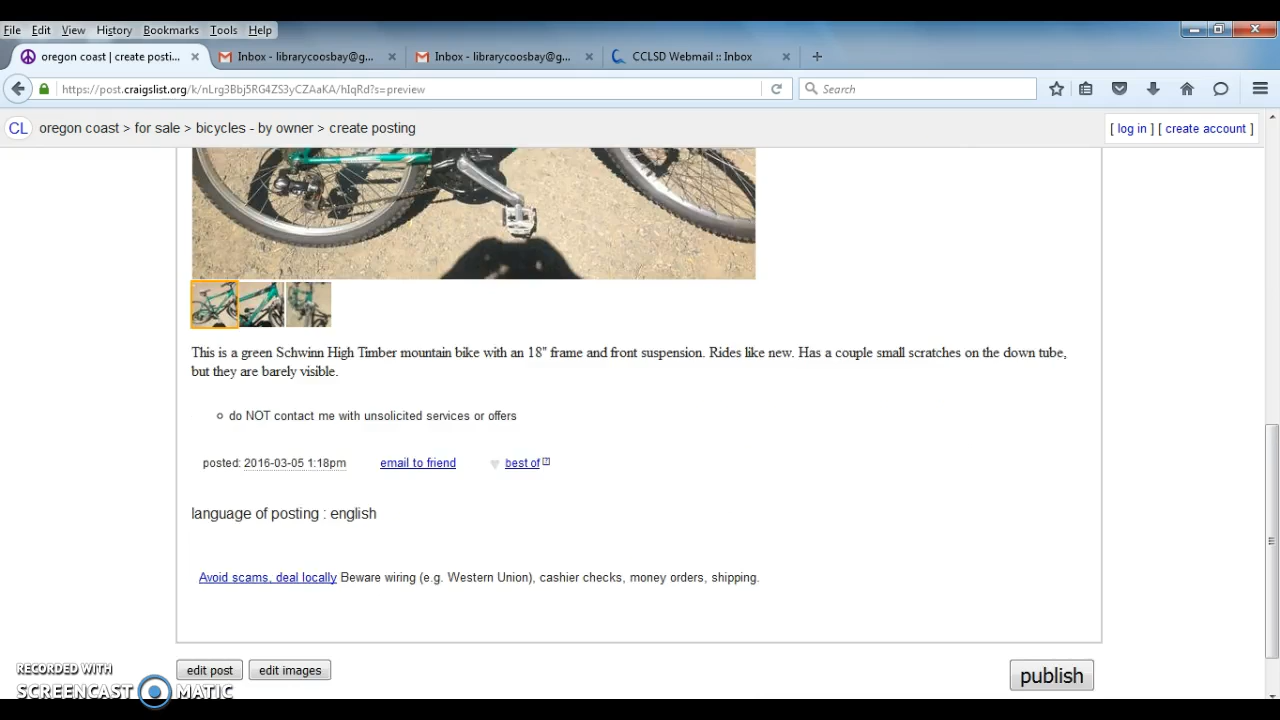 File Edit View History Bookmarks Tools Help
oregon coast | create posti... × Inbox - librarycoosbay@g... × Inbox - librarycoosbay@g... × CCLSD Webmail :: Inbox × +
https://post.craigslist.org/k/nLrg3Bbj5RG4ZS3yCZAaKA/hIqRd?s=preview Search
CL oregon coast > for sale > bicycles - by owner > create posting [ log in ] [ create account ]
This is a green Schwinn High Timber mountain bike with an 18" frame and front suspension. Rides like new. Has a couple small scratches on the down tube,
but they are barely visible.
do NOT contact me with unsolicited services or offers
posted: 2016-03-05 1:18pm email to friend best of [?]
language of posting : english
Avoid scams, deal locally Beware wiring (e.g. Western Union), cashier checks, money orders, shipping.
edit post edit images publish
RECORDED WITH
SCREENCAST MATIC